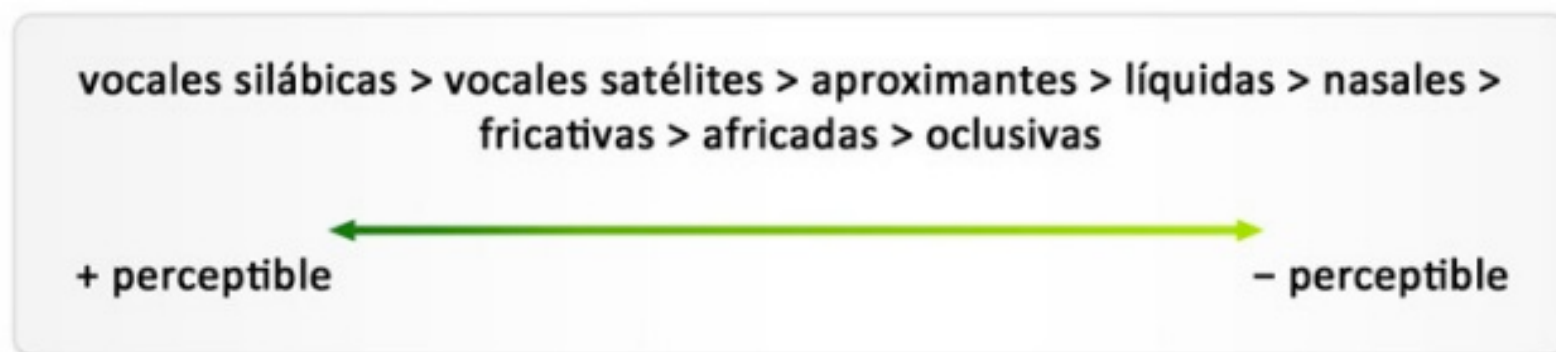 vocales silábicas > vocales satélites > aproximantes > líquidas > nasales >
fricativas > africadas > oclusivas
+ perceptible – perceptible